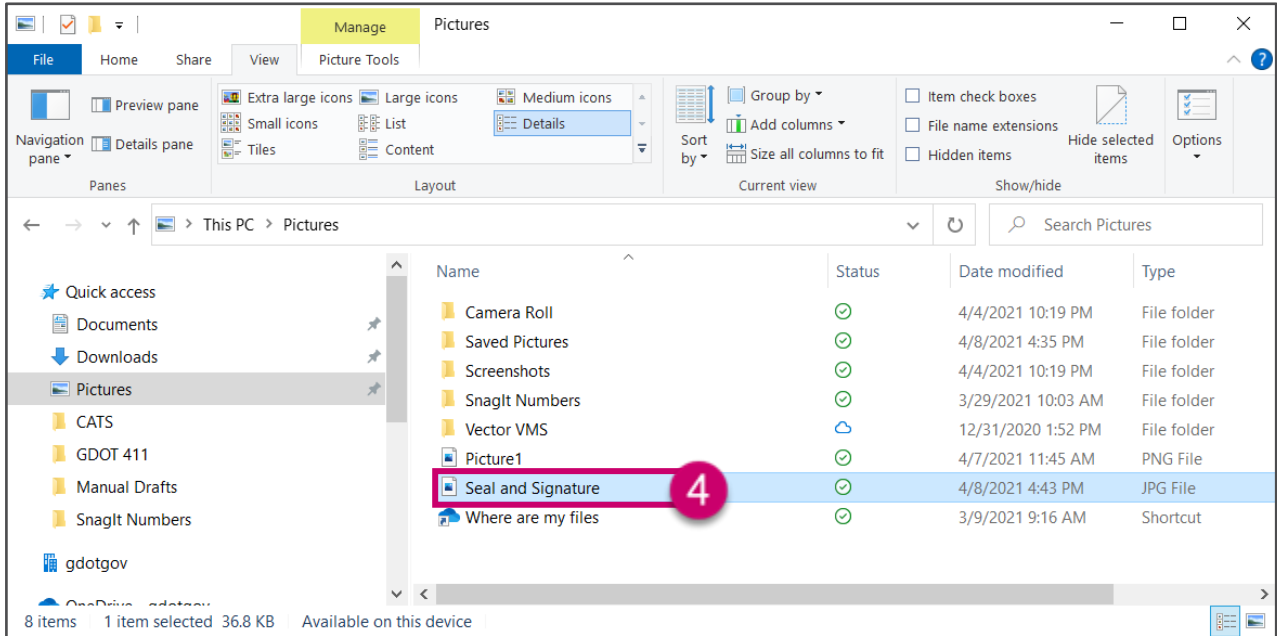 Manage Pictures
File Home Share View Picture Tools
Preview pane
Details pane
Navigation pane
Panes
Extra large icons Large icons Medium icons
Small icons List Details
Tiles Content
Layout
Sort by
Group by
Add columns
Size all columns to fit
Current view
Item check boxes
File name extensions
Hidden items
Hide selected items
Show/hide
Options
> This PC > Pictures
Search Pictures
Quick access
Documents
Downloads
Pictures
CATS
GDOT 411
Manual Drafts
SnagIt Numbers
gdotgov
OneDrive - gdotgov
Name Status Date modified Type
Camera Roll 4/4/2021 10:19 PM File folder
Saved Pictures 4/8/2021 4:35 PM File folder
Screenshots 4/4/2021 10:19 PM File folder
SnagIt Numbers 3/29/2021 10:03 AM File folder
Vector VMS 12/31/2020 1:52 PM File folder
Picture1 4/7/2021 11:45 AM PNG File
Seal and Signature 4 4/8/2021 4:43 PM JPG File
Where are my files 3/9/2021 9:16 AM Shortcut
8 items 1 item selected 36.8 KB Available on this device